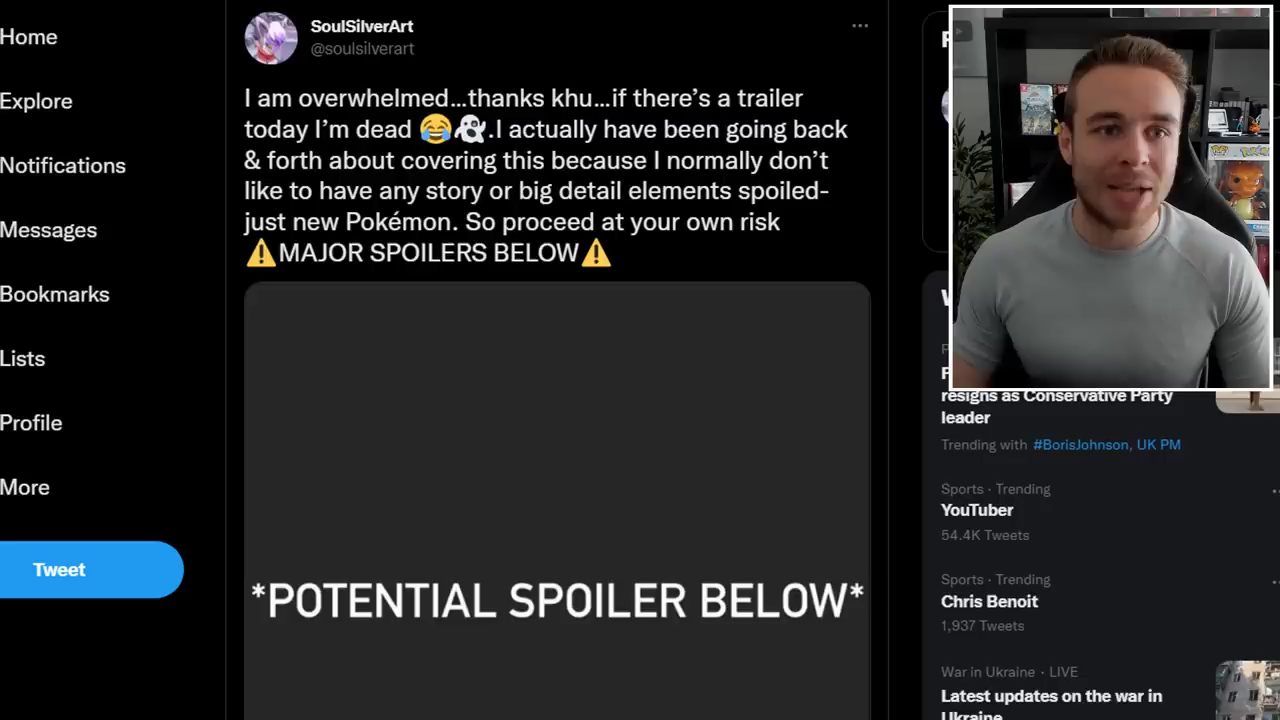 Home
Explore
Notifications
Messages
Bookmarks
Lists
Profile
More
Tweet
SoulSilverArt
@soulsilverart
I am overwhelmed...thanks khu...if there's a trailer
today I'm dead 😂👻.I actually have been going back
& forth about covering this because I normally don't
like to have any story or big detail elements spoiled-
just new Pokémon. So proceed at your own risk
⚠️MAJOR SPOILERS BELOW⚠️
*POTENTIAL SPOILER BELOW*
resigns as Conservative Party
leader
Trending with #BorisJohnson, UK PM
Sports · Trending
YouTuber
54.4K Tweets
Sports · Trending
Chris Benoit
1,937 Tweets
War in Ukraine · LIVE
Latest updates on the war in
Ukraine